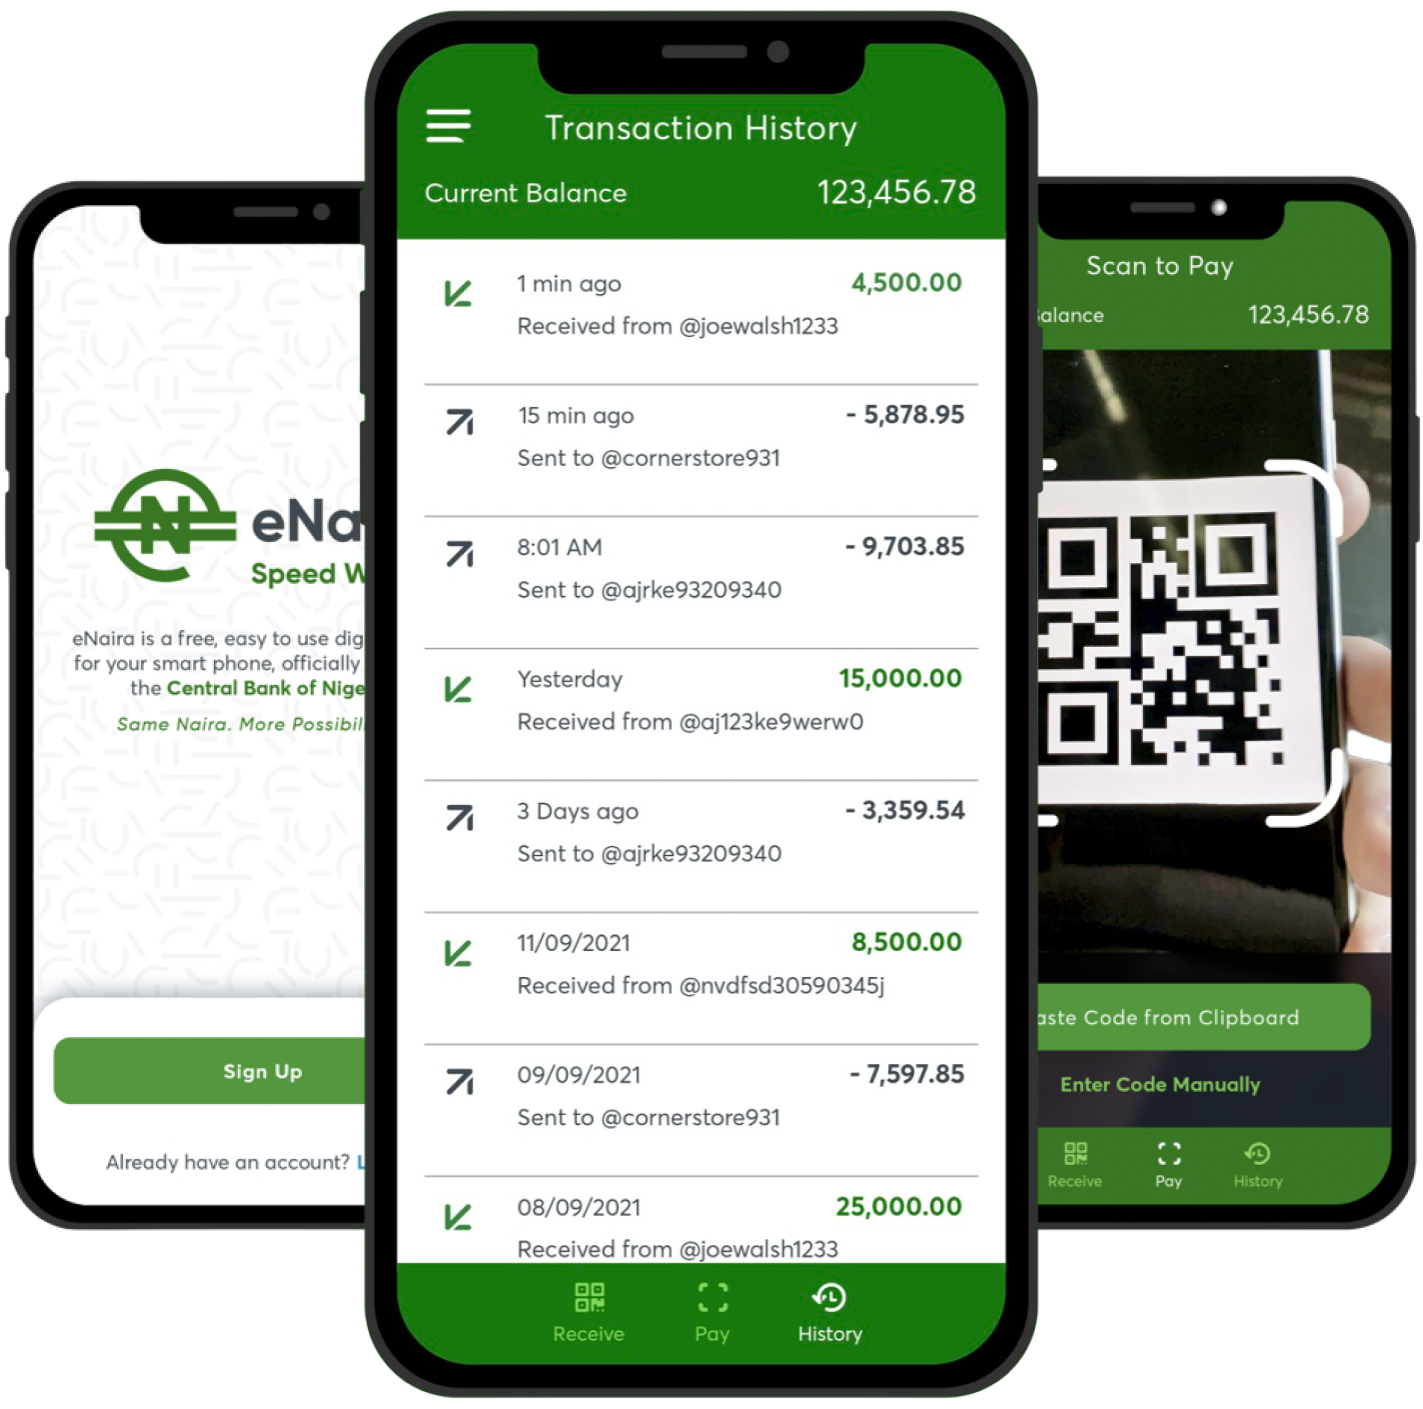 eNa
Speed W
eNaira is a free, easy to use dig
for your smart phone, officially
the Central Bank of Nige
Same Naira. More Possibil
Sign Up
Already have an account? L
Transaction History
Current Balance 123,456.78
1 min ago 4,500.00
Received from @joewalsh1233
15 min ago - 5,878.95
Sent to @cornerstore931
8:01 AM - 9,703.85
Sent to @ajrke93209340
Yesterday 15,000.00
Received from @aj123ke9werw0
3 Days ago - 3,359.54
Sent to @ajrke93209340
11/09/2021 8,500.00
Received from @nvdfsd30590345j
09/09/2021 - 7,597.85
Sent to @cornerstore931
08/09/2021 25,000.00
Received from @joewalsh1233
Receive Pay History
Scan to Pay
alance 123,456.78
aste Code from Clipboard
Enter Code Manually
Receive Pay History